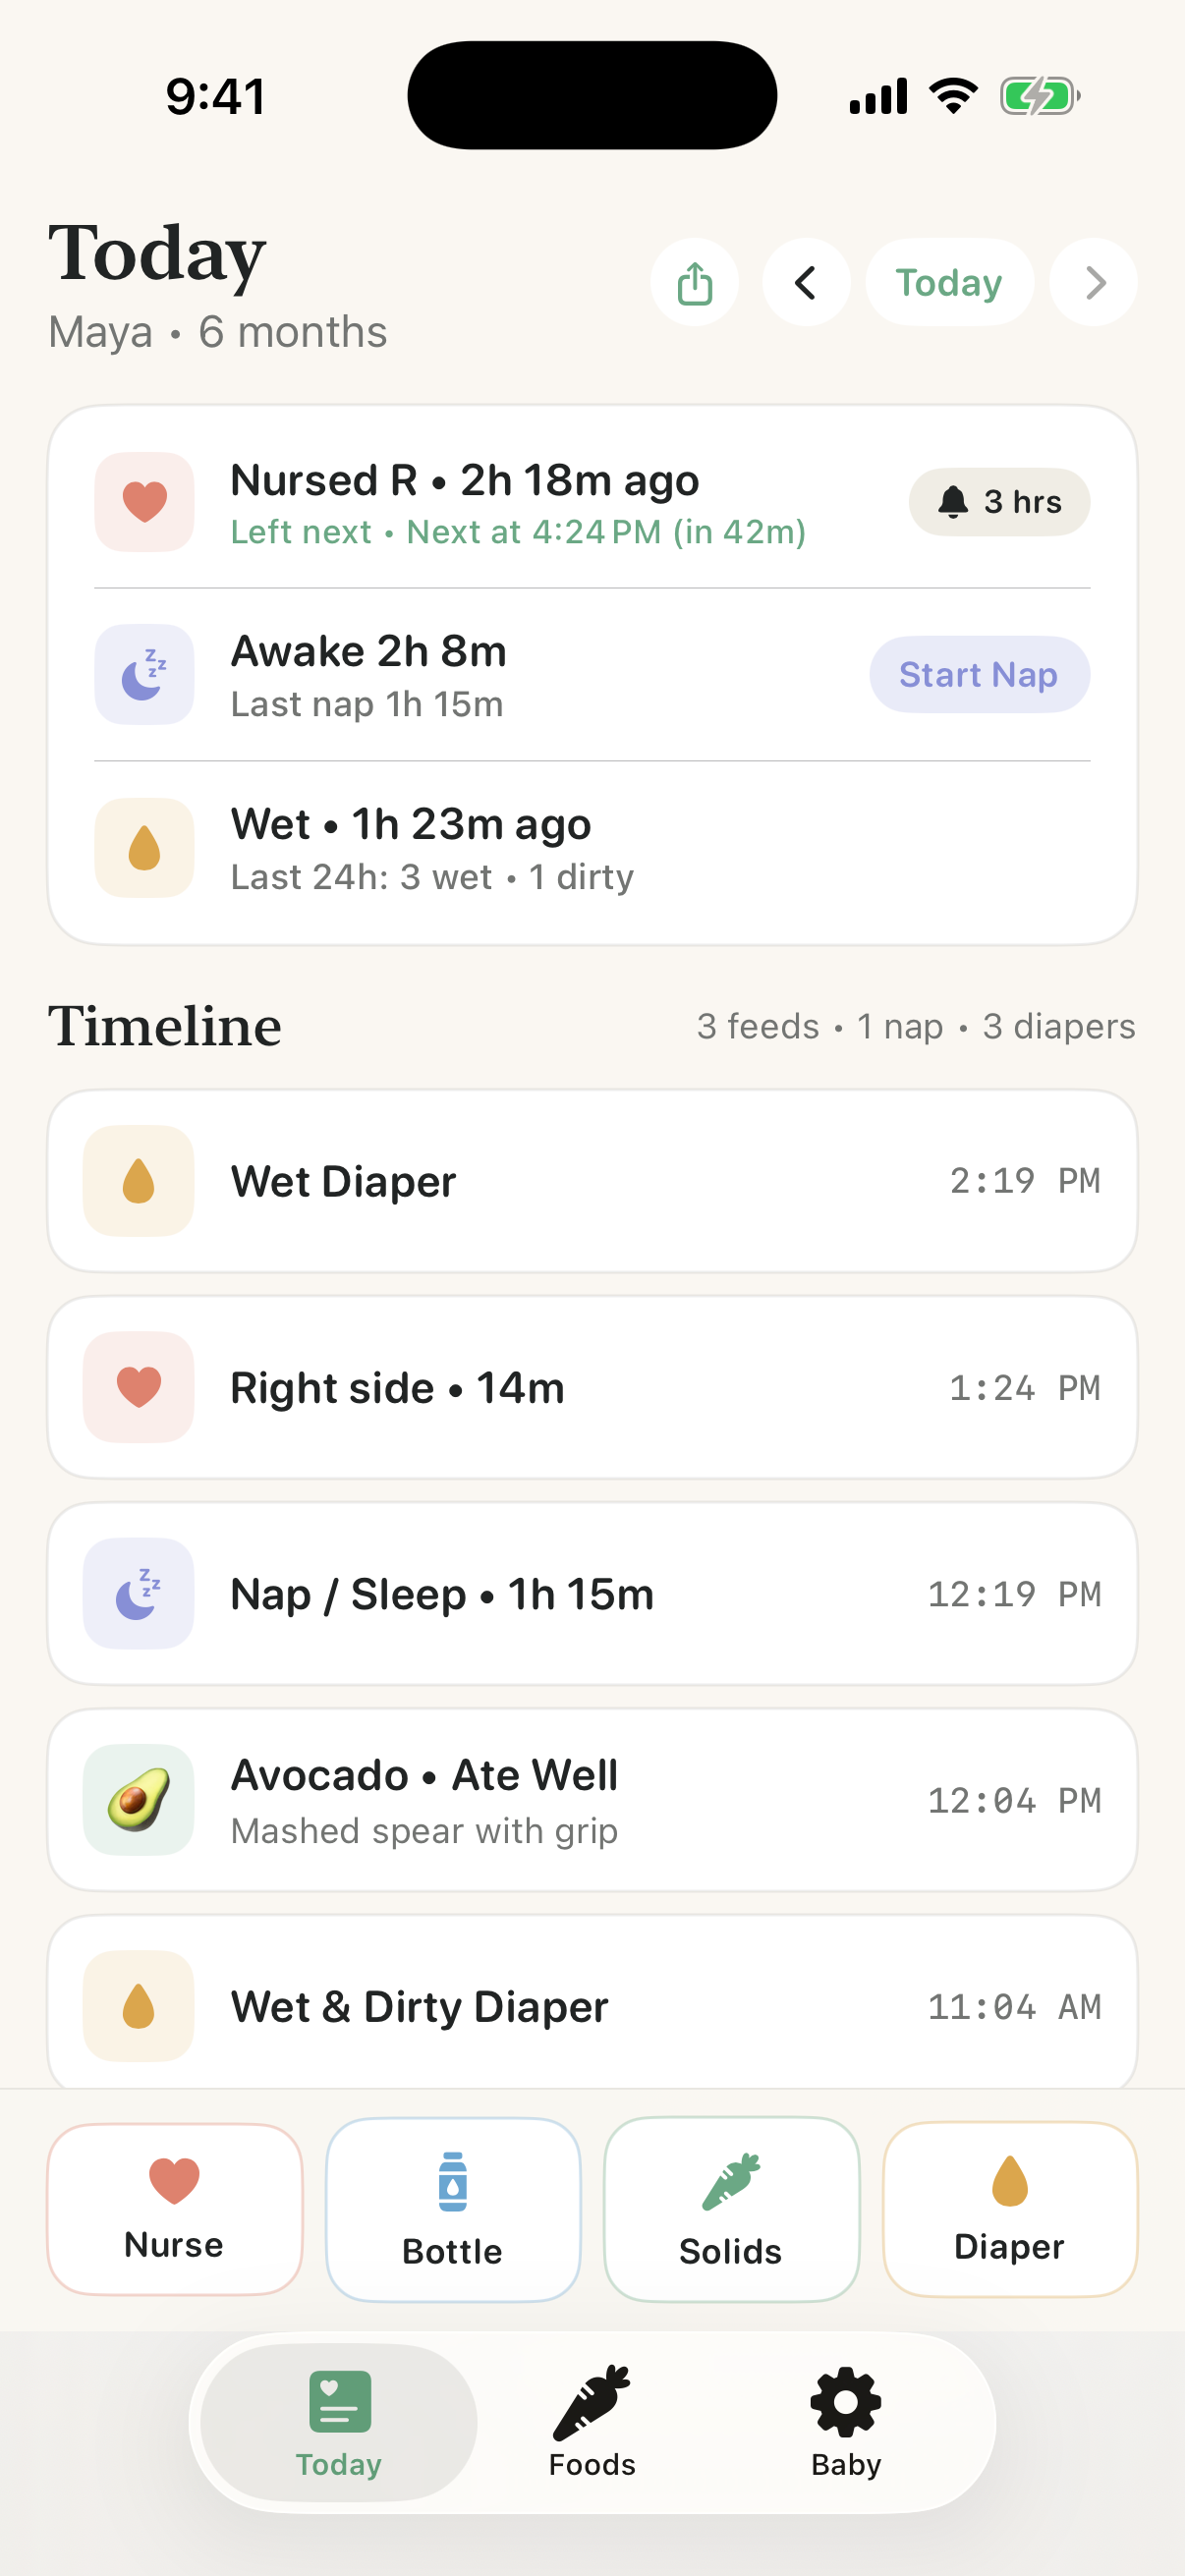 9:41
Today
Maya • 6 months
Today
Nursed R • 2h 18m ago
Left next • Next at 4:24 PM (in 42m)
3 hrs
Awake 2h 8m
Last nap 1h 15m
Start Nap
Wet • 1h 23m ago
Last 24h: 3 wet • 1 dirty
Timeline
3 feeds • 1 nap • 3 diapers
Wet Diaper
2:19 PM
Right side • 14m
1:24 PM
Nap / Sleep • 1h 15m
12:19 PM
Avocado • Ate Well
Mashed spear with grip
12:04 PM
Wet & Dirty Diaper
11:04 AM
Nurse
Bottle
Solids
Diaper
Today
Foods
Baby